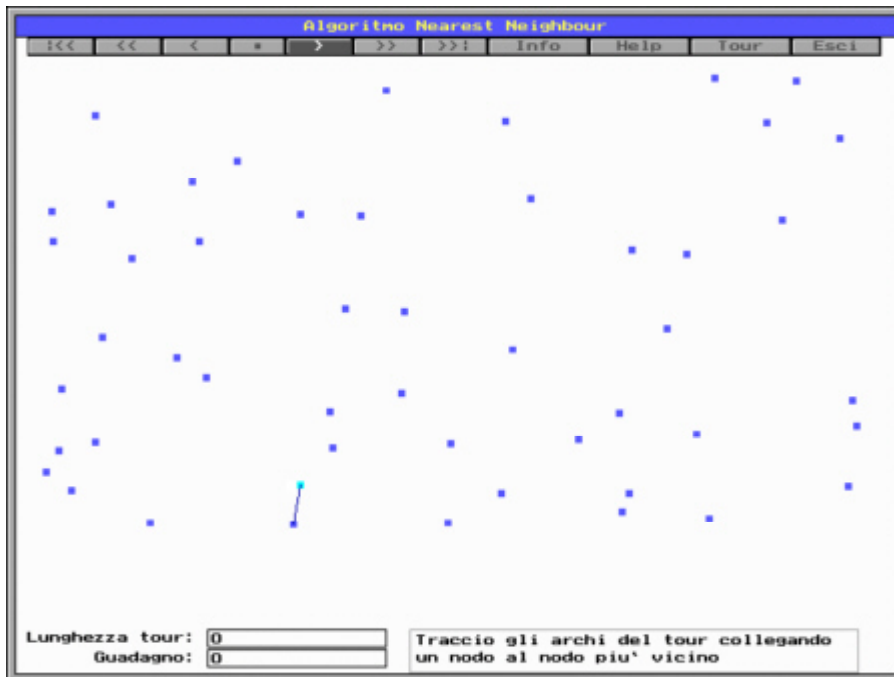 Algoritmo Nearest Neighbour
¦<< << < ▪ > >> >>¦ Info Help Tour Esci
Lunghezza tour: 0
Guadagno: 0
Traccio gli archi del tour collegando
un nodo al nodo piu' vicino